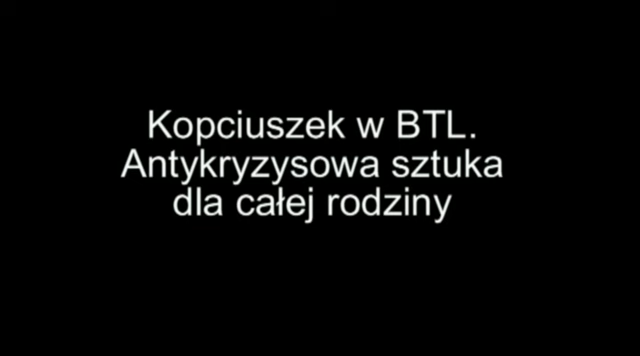 Kopciuszek w BTL.
Antykryzysowa sztuka
dla całej rodziny